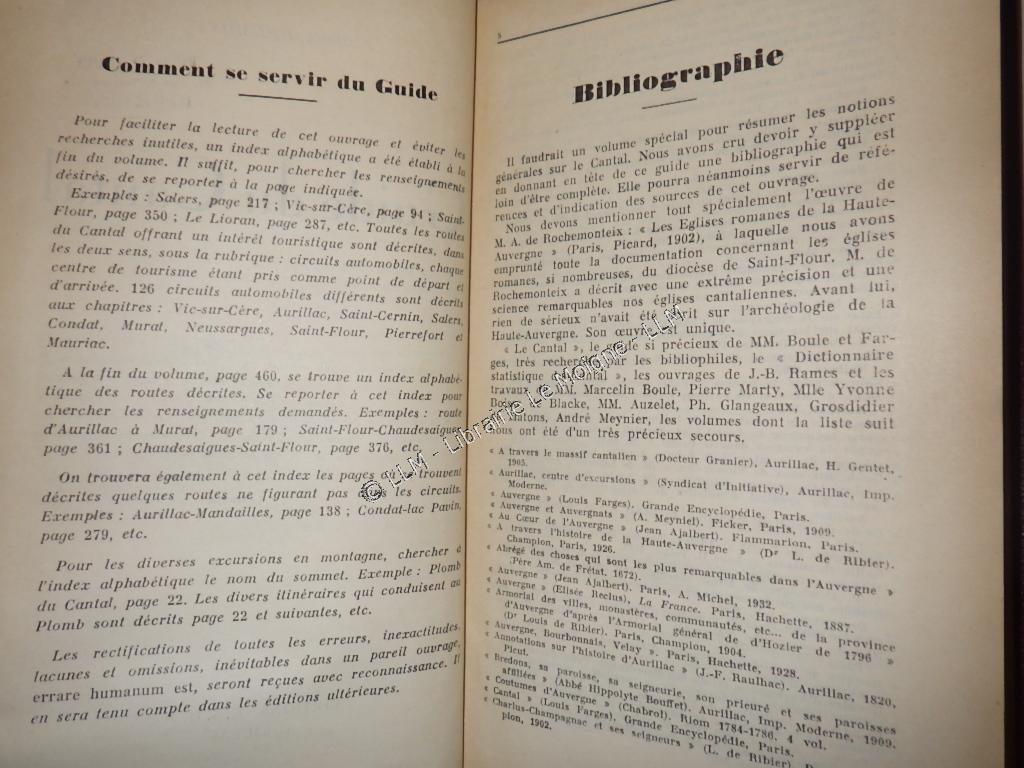 Comment se servir du Guide
Pour faciliter la lecture de cet ouvrage et éviter les
recherches inutiles, un index alphabétique a été établi à la
fin du volume. Il suffit, pour chercher les renseignements
désirés, de se reporter à la page indiquée.
Exemples : Salers, page 217 ; Vic-sur-Cère, page 94 ; Saint-
Flour, page 350 ; Le Lioran, page 287, etc. Toutes les routes
du Cantal offrant un intérêt touristique sont décrites, dans
les deux sens, sous la rubrique : circuits automobiles, chaque
centre de tourisme étant pris comme point de départ et
d'arrivée. 126 circuits automobiles différents sont décrits
aux chapitres : Vic-sur-Cère, Aurillac, Saint-Cernin, Salers,
Condat, Murat, Neussargues, Saint-Flour, Pierrefort et
Mauriac.
A la fin du volume, page 460, se trouve un index alphabé-
tique des routes décrites. Se reporter à cet index pour
chercher les renseignements demandés. Exemples : route
d'Aurillac à Murat, page 179 ; Saint-Flour-Chaudesaigues,
page 361 ; Chaudesaigues-Saint-Flour, page 376, etc.
On trouvera également à cet index les pages où se trouvent
décrites quelques routes ne figurant pas dans les circuits.
Exemples : Aurillac-Mandailles, page 138 ; Condat-lac Pavin,
page 279, etc.
Pour les diverses excursions en montagne, chercher à
l'index alphabétique le nom du sommet. Exemple : Plomb
du Cantal, page 22. Les divers itinéraires qui conduisent au
Plomb sont décrits page 22 et suivantes, etc.
Les rectifications de toutes les erreurs, inexactitudes,
lacunes et omissions, inévitables dans un pareil ouvrage,
errare humanum est, seront reçues avec reconnaissance. Il
en sera tenu compte dans les éditions ultérieures.
Bibliographie
Il faudrait un volume spécial pour résumer les notions
générales sur le Cantal. Nous avons cru devoir y suppléer
en donnant en tête de ce guide une bibliographie qui est
loin d'être complète. Elle pourra néanmoins servir de réfé-
rences et d'indication des sources de cet ouvrage.
Nous devons mentionner tout spécialement l'œuvre de
M. A. de Rochemonteix : « Les Eglises romanes de la Haute-
Auvergne » (Paris, Picard, 1902), à laquelle nous avons
emprunté toute la documentation concernant les églises
romanes, si nombreuses, du diocèse de Saint-Flour. M. de
Rochemonteix a décrit avec une extrême précision et une
science remarquables nos églises cantaliennes. Avant lui,
rien de sérieux n'avait été écrit sur l'archéologie de la
Haute-Auvergne. Son œuvre est unique.
« Le Cantal », le guide si précieux de MM. Boule et Far-
ges, très recherché par les bibliophiles, le « Dictionnaire
statistique du Cantal », les ouvrages de J.-B. Rames et les
travaux de MM. Marcelin Boule, Pierre Marty, Mlle Yvonne
de Blacke, MM. Auzelet, Ph. Glangeaux, Grosdidier
de Matons, André Meynier, les volumes dont la liste suit
nous ont été d'un très précieux secours.
« A travers le massif cantalien » (Docteur Granier), Aurillac, H. Gentet,
1905.
« Aurillac, centre d'excursions » (Syndicat d'Initiative), Aurillac, Imp.
Moderne.
« Auvergne » (Louis Farges). Grande Encyclopédie, Paris.
« Auvergne et Auvergnats » (A. Meyniel). Ficker, Paris, 1909.
« Au Cœur de l'Auvergne » (Jean Ajalbert). Flammarion, Paris.
« A travers l'histoire de la Haute-Auvergne » (Dr L. de Ribier).
Champion, Paris, 1926.
« Abrégé des choses qui sont les plus remarquables dans l'Auvergne »
(Père Am. de Frétat. 1672).
« Auvergne » (Jean Ajalbert). Paris, A. Michel, 1932.
« Auvergne » (Elisée Reclus), La France. Paris, Hachette, 1887.
« Armorial des villes, monastères, communautés, etc... de la province
d'Auvergne d'après l'Armorial général de d'Hozier de 1796 »
(Dr Louis de Ribier). Paris, Champion, 1904.
« Auvergne, Bourbonnais, Velay ». Paris, Hachette, 1928.
« Annotations sur l'histoire d'Aurillac » (J.-F. Raulhac). Aurillac, 1820,
Picut.
« Bredons, sa paroisse, sa seigneurie, son prieuré et ses paroisses
affiliées » (Abbé Hippolyte Bouffet). Aurillac, Imp. Moderne, 1909.
« Coutumes d'Auvergne » (Chabrol). Riom 1784-1786. 4 vol.
« Cantal » (Louis Farges), Grande Encyclopédie, Paris.
« Charlus-Champagnac et ses seigneurs » (L. de Ribier).
pion, 1902.
© LLM - Librairie Le Moigne - LLM